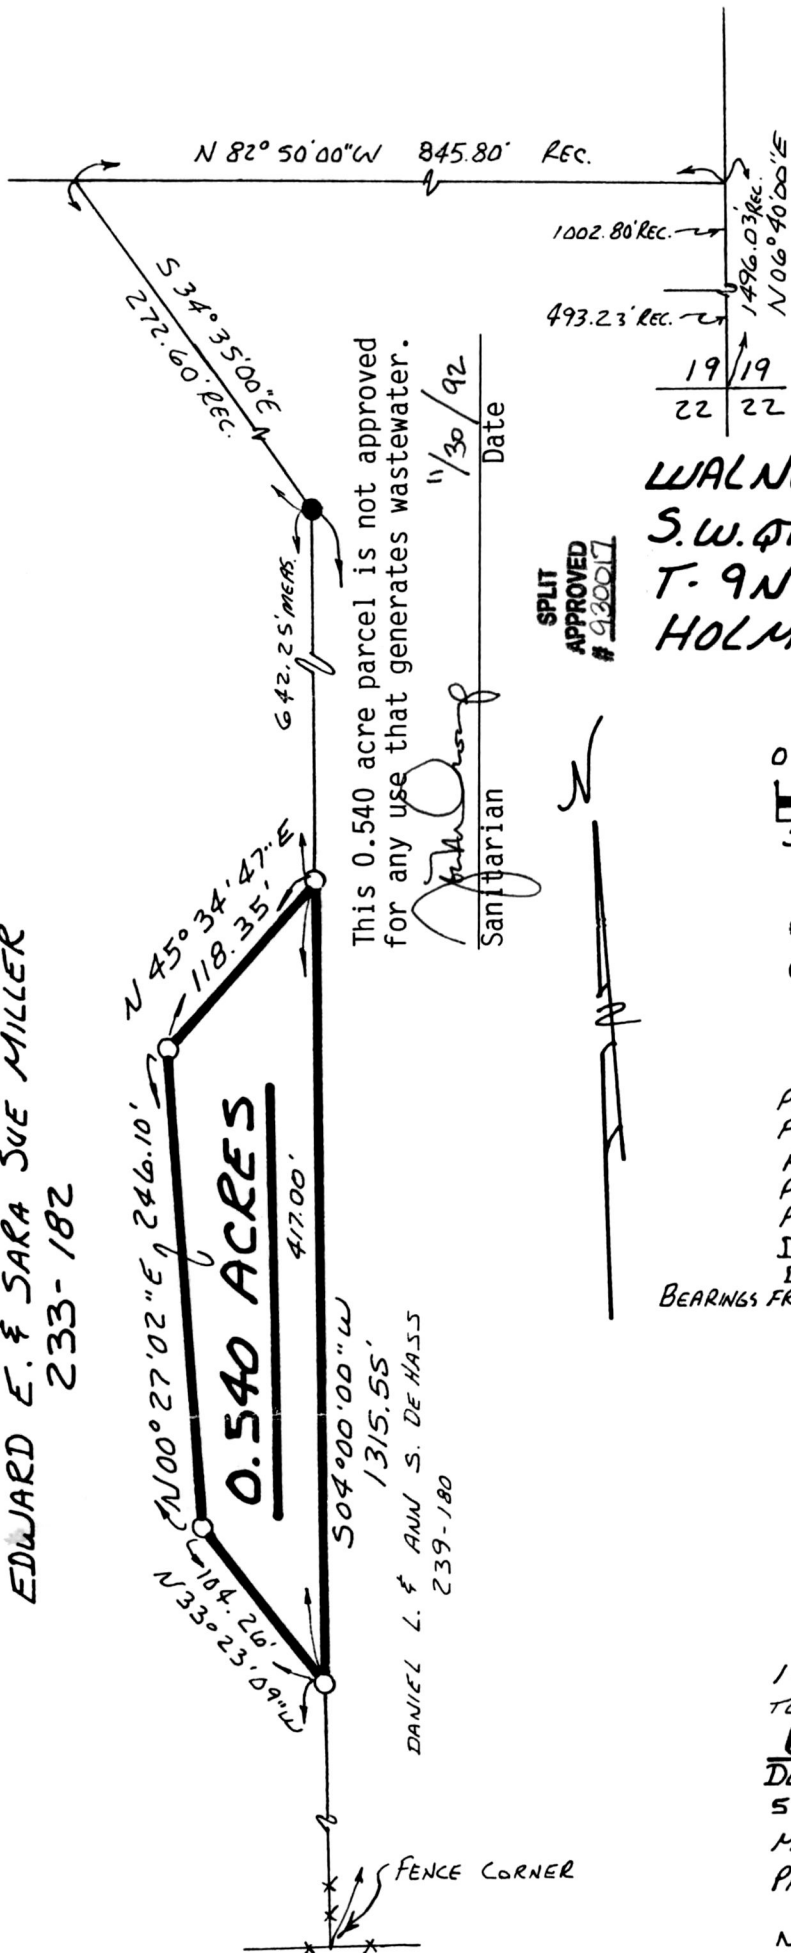 N 82° 50' 00" W 845.80' REC.
1002.80' REC.
493.23' REC.
1496.03' REC.
N 06° 40' 00" E
19 19
22 22
S 34° 35' 00" E
272.60' REC.
642.25' MEAS.
This 0.540 acre parcel is not approved
for any use that generates wastewater.
11/30/92
Sanitarian Date
SPLIT
APPROVED
# 930017
WALN
S.W. QT
T- 9N
HOLM
N
EDWARD E. & SARA SUE MILLER
233-182
N 45° 34' 47" E
118.35'
N 00° 27' 02" E 246.10'
0.540 ACRES
417.00'
104.26'
N 33° 23' 09" W
S 04° 00' 00" W
1315.55'
DANIEL L. & ANN S. DE HASS
239-180
BEARINGS FR
FENCE CORNER